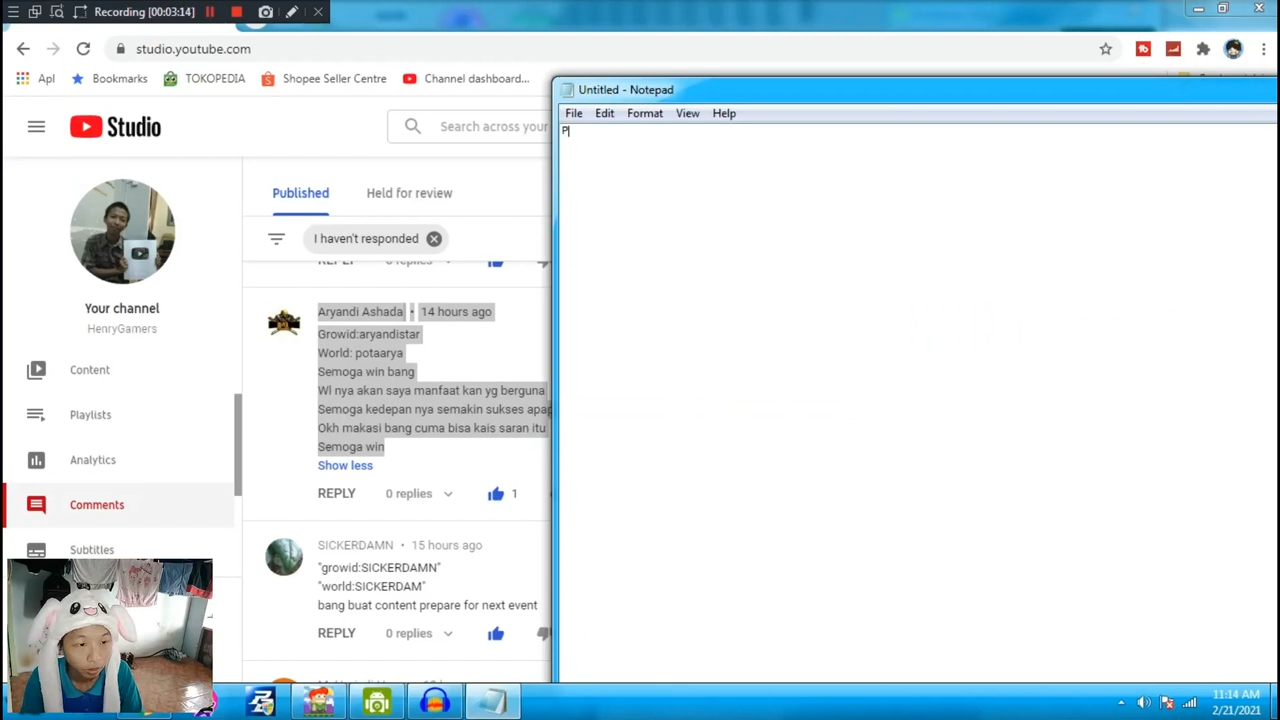 Recording [00:03:14]
studio.youtube.com
Apl
Bookmarks
TOKOPEDIA
Shopee Seller Centre
Channel dashboard...
Untitled - Notepad
File Edit Format View Help
P
Studio
Search across your
Published
Held for review
I haven't responded
REPLY 0 replies
Your channel
HenryGamers
Content
Playlists
Analytics
Comments
Subtitles
Aryandi Ashada • 14 hours ago
Growid:aryandistar
World: potaarya
Semoga win bang
Wl nya akan saya manfaat kan yg berguna
Semoga kedepan nya semakin sukses apap
Okh makasi bang cuma bisa kais saran itu
Semoga win
Show less
REPLY 0 replies 1
SICKERDAMN • 15 hours ago
"growid:SICKERDAMN"
"world:SICKERDAM"
bang buat content prepare for next event
REPLY 0 replies
11:14 AM
2/21/2021